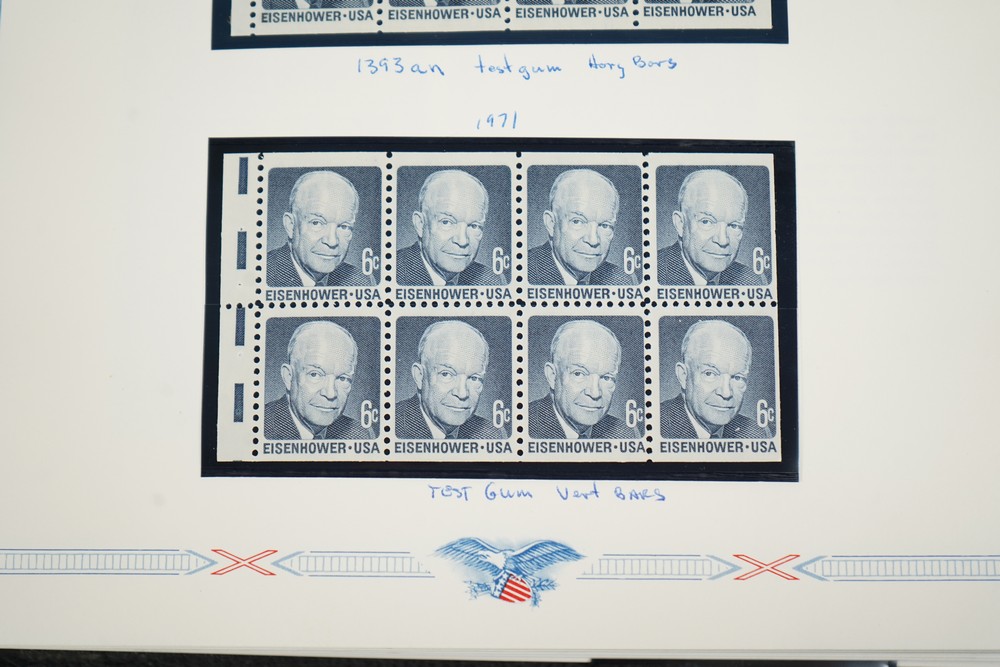 EISENHOWER·USA EISENHOWER·USA EISENHOWER·USA EISENHOWER·USA
1393an test gum Horz Bars
1971
6c 6c 6c 6c
EISENHOWER·USA EISENHOWER·USA EISENHOWER·USA EISENHOWER·USA
6c 6c 6c 6c
EISENHOWER·USA EISENHOWER·USA EISENHOWER·USA EISENHOWER·USA
TEST Gum Vert BARS